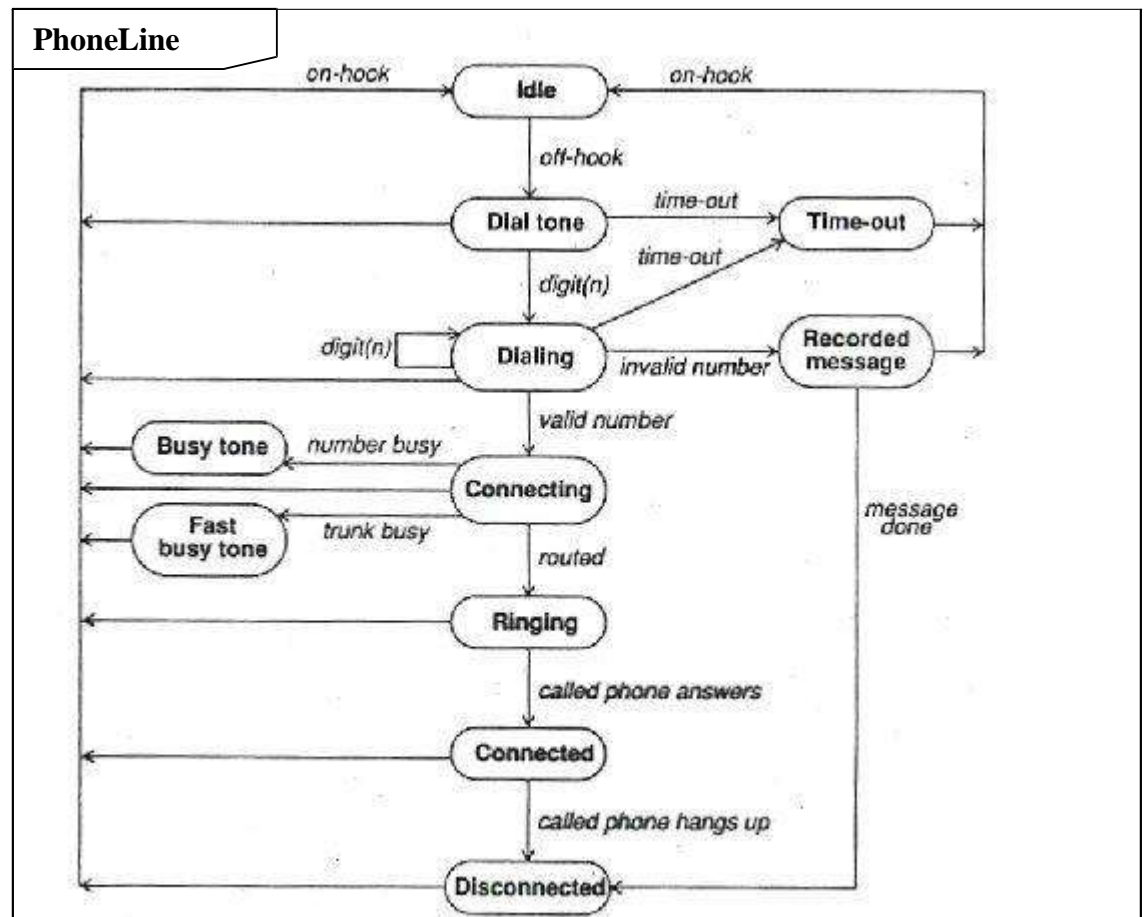 PhoneLine
on-hook
Idle
on-hook
off-hook
Dial tone
time-out
Time-out
time-out
digit(n)
digit(n)
Dialing
invalid number
Recorded
message
valid number
Busy tone
number busy
Connecting
Fast
busy tone
trunk busy
message
done
routed
Ringing
called phone answers
Connected
called phone hangs up
Disconnected